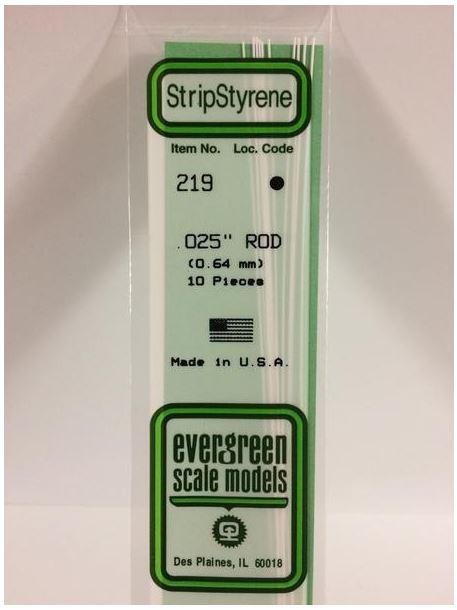 StripStyrene
Item No. Loc. Code
219
.025" ROD
(0.64 mm)
10 Pieces
Made in U.S.A.
evergreen
scale models
Des Plaines, IL 60018